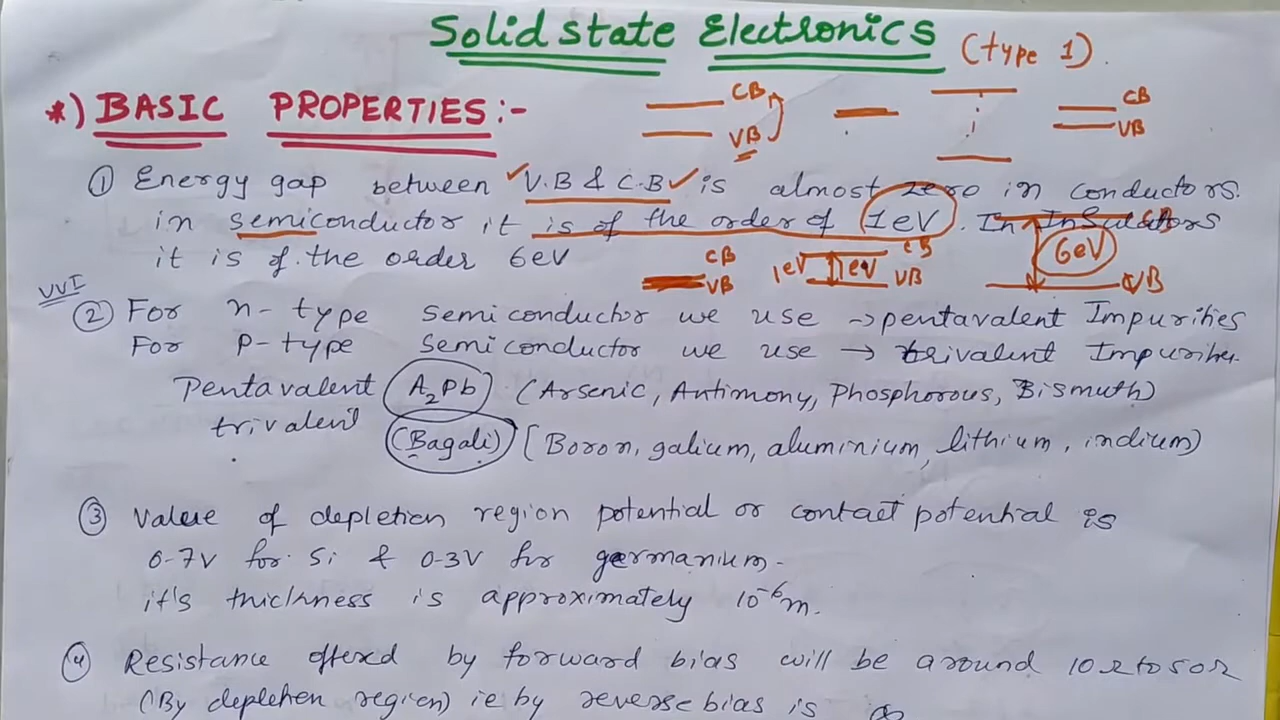 Solid state Electronics (type 1).
*) BASIC PROPERTIES:-
CB
VB
CB
VB
① Energy gap between V.B & C.B is almost zero in conductors.
in semiconductor it is of the order of 1eV. In Insulators
it is of the order 6eV
CB
VB
1eV
1eV
CB
VB
6eV
CB
VB
VVI
② For n-type semiconductor we use → pentavalent Impurities
For p-type semiconductor we use → trivalent Impurities.
Pentavalent A₂Pb (Arsenic, Antimony, Phosphorous, Bismuth)
trivalent (Bagali) [Boron, galium, aluminium, lithium, indium)
③ Value of depletion region potential or contact potential is
0.7V for Si & 0.3V for germanium.
it's thickness is approximately 10⁻⁶m.
④ Resistance offered by forward bias will be around 10Ω to 50Ω
(By depletion region) ie by reverse bias is ∞